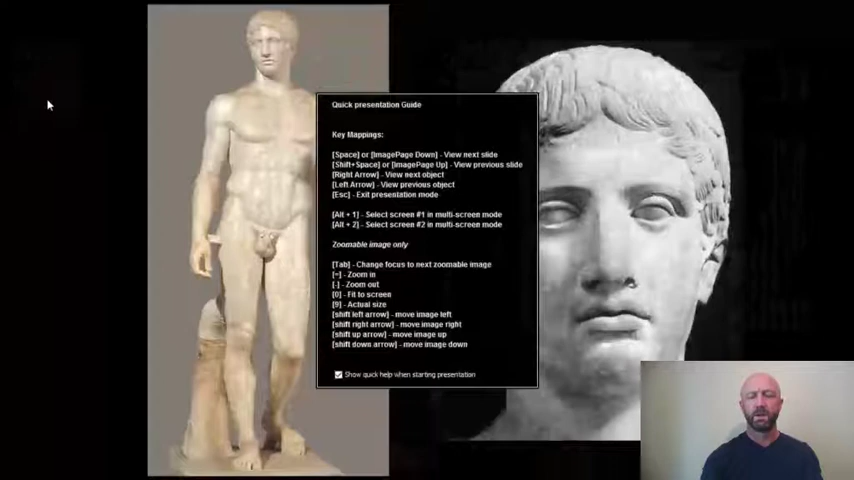 Quick presentation Guide
Key Mappings:
[Space] or [ImagePage Down] - View next slide
[Shift+Space] or [ImagePage Up] - View previous slide
[Right Arrow] - View next object
[Left Arrow] - View previous object
[Esc] - Exit presentation mode
[Alt + 1] - Select screen #1 in multi-screen mode
[Alt + 2] - Select screen #2 in multi-screen mode
Zoomable image only
[Tab] - Change focus to next zoomable image
[=] - Zoom in
[-] - Zoom out
[0] - Fit to screen
[9] - Actual size
[shift left arrow] - move image left
[shift right arrow] - move image right
[shift up arrow] - move image up
[shift down arrow] - move image down
Show quick help when starting presentation